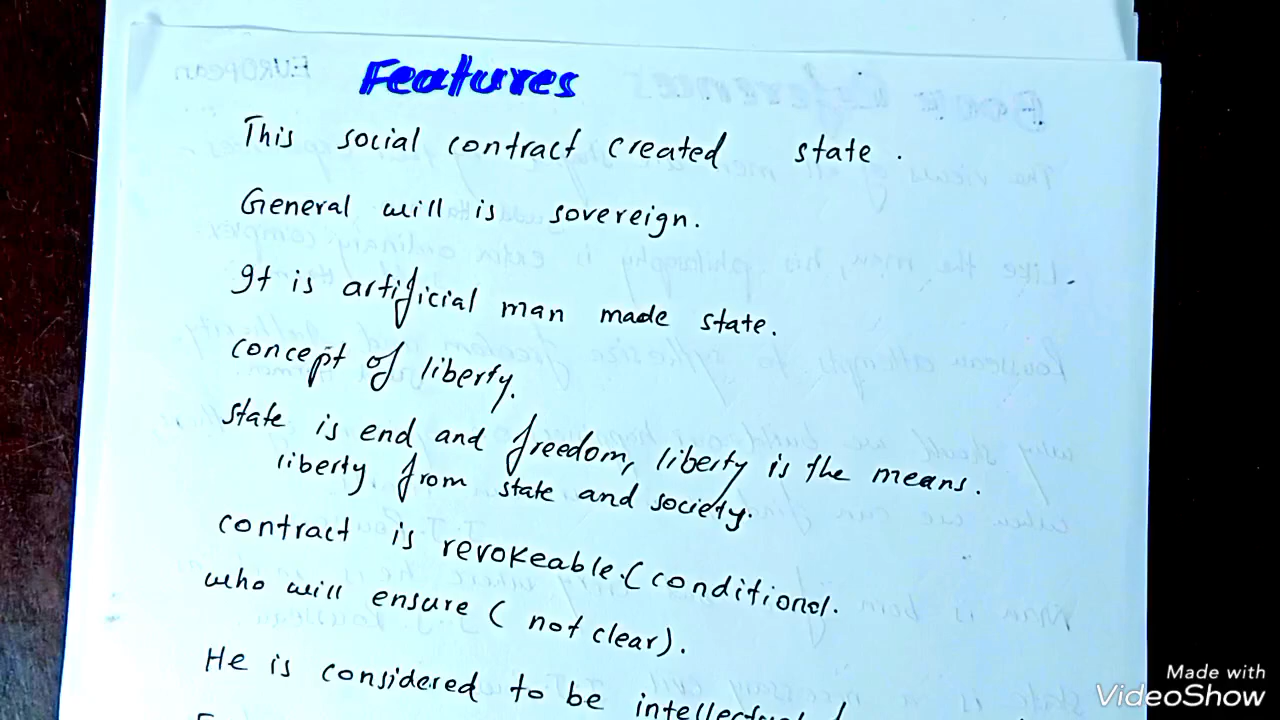 Features
This social contract created state.
General will is sovereign.
It is artificial man made state.
concept of liberty.
state is end and freedom, liberty is the means.
liberty from state and society.
contract is revokeable.(conditional.
who will ensure ( not clear).
He is considered to be intellectual
Made with
VideoShow